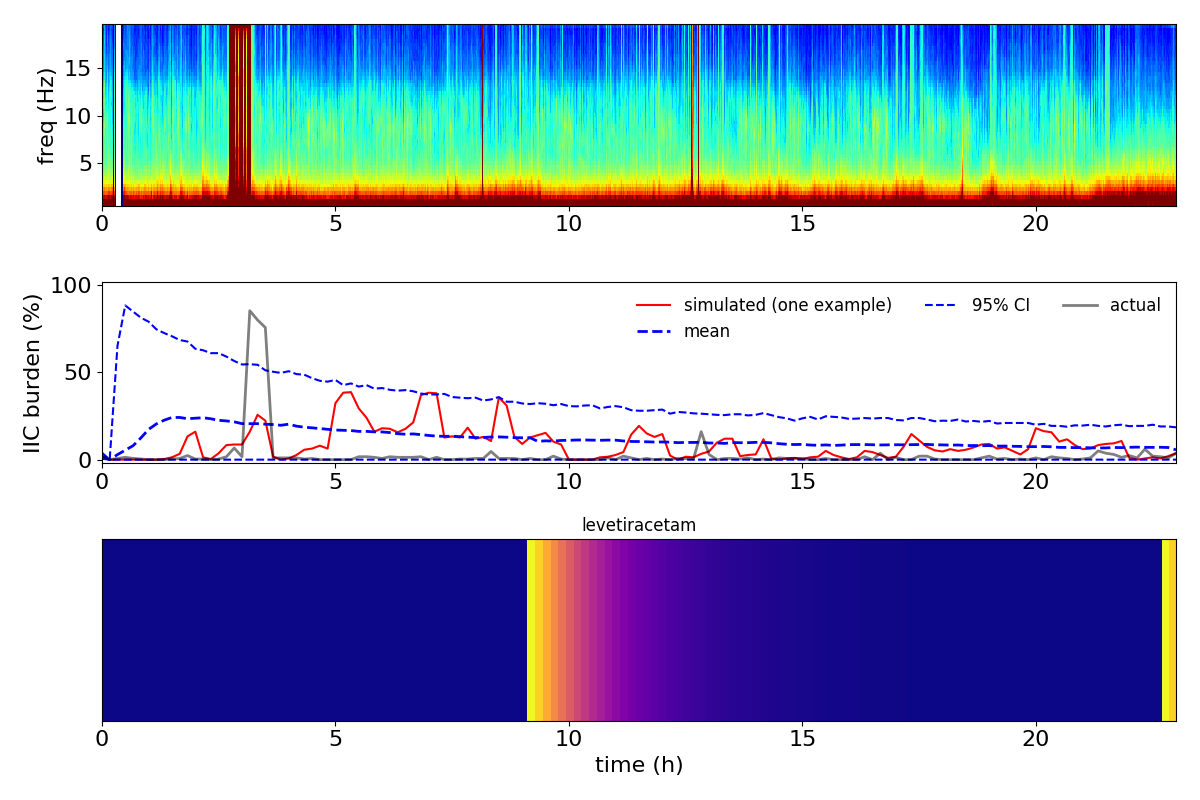 freq (Hz)
15
10
5
0 5 10 15 20
IIC burden (%)
100
50
0
simulated (one example)
mean
95% CI
actual
0 5 10 15 20
levetiracetam
0 5 10 15 20
time (h)